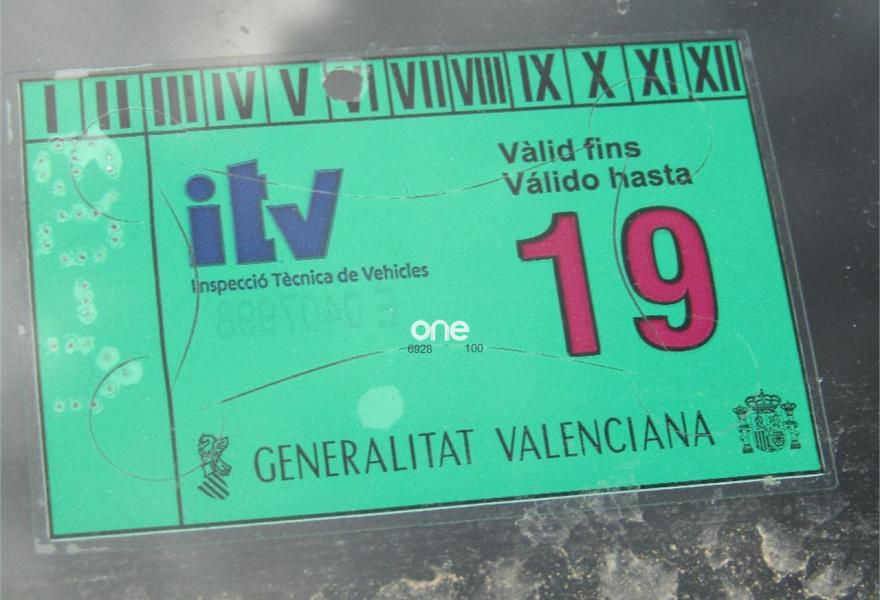 I II III IV V VI VII VIII IX X XI XII
itv
Inspecció Tècnica de Vehicles
Vàlid fins
Válido hasta
19
one
6928 100
GENERALITAT VALENCIANA